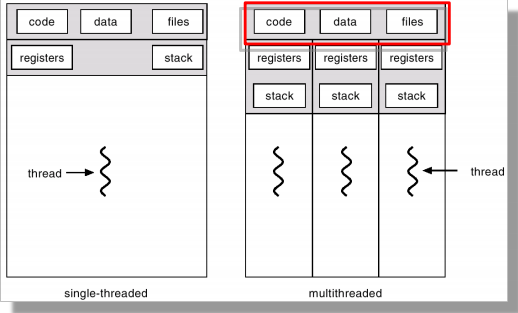 code data files
registers stack
thread
single-threaded
code data files
registers registers registers
stack stack stack
thread
multithreaded